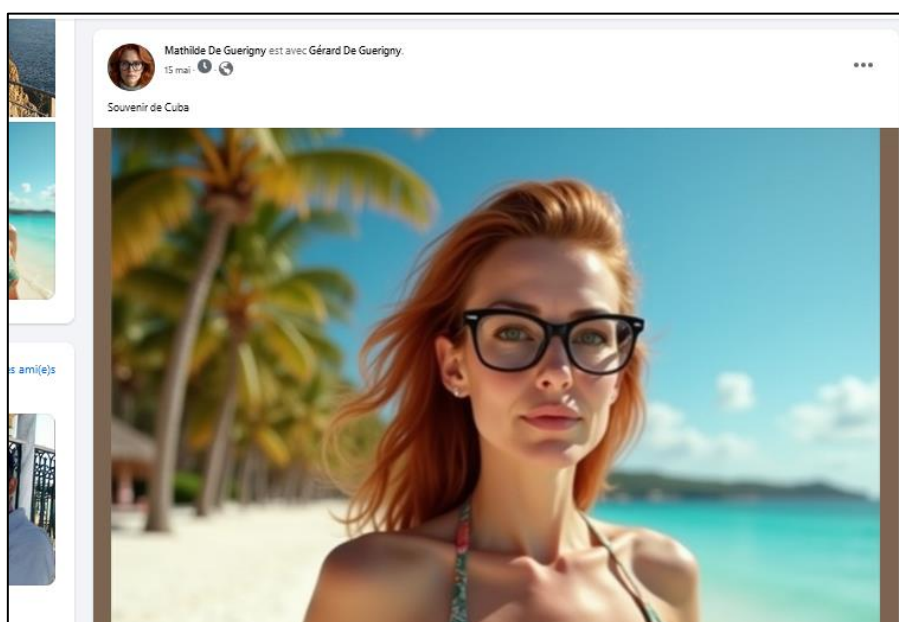 Mathilde De Guerigny est avec Gérard De Guerigny.
15 mai ·
Souvenir de Cuba
s ami(e)s